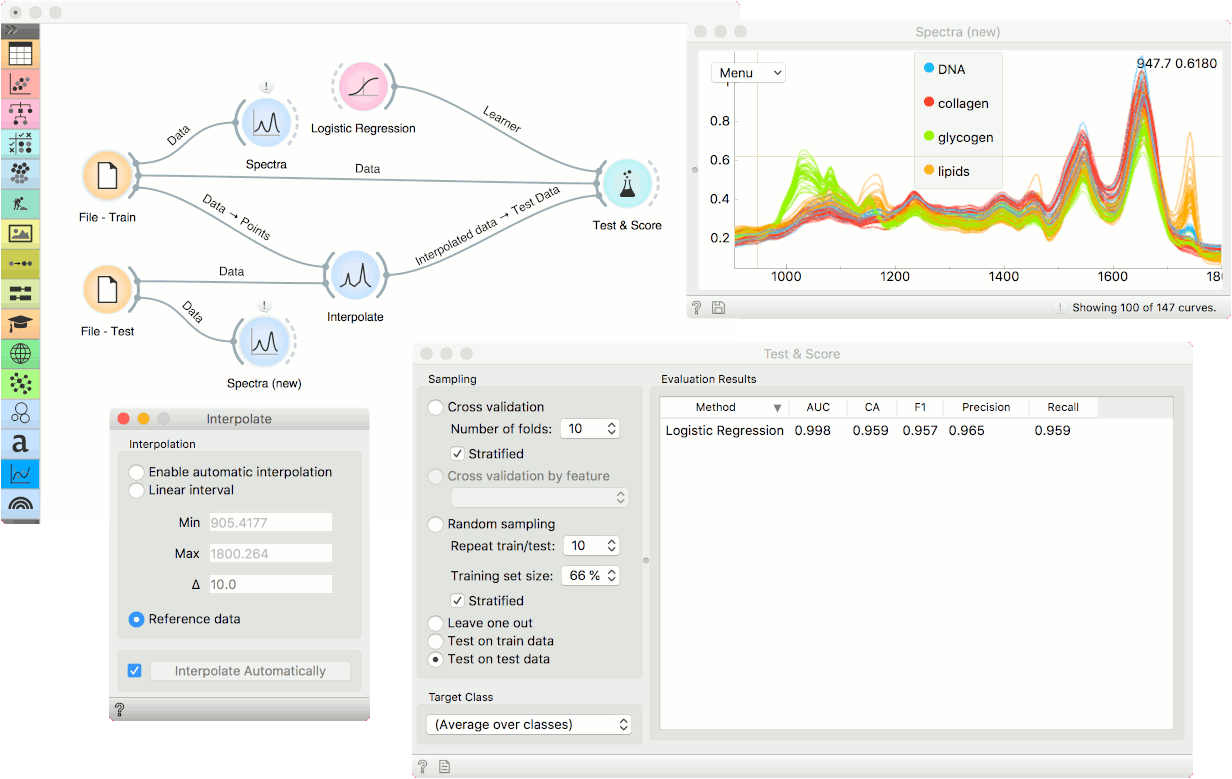 Data
!
Logistic Regression
Learner
Spectra
Data
File - Train
Test & Score
Data → Points
Interpolated data → Test Data
Data
File - Test
Data
!
Interpolate
Spectra (new)
a
Spectra (new)
Menu
DNA
collagen
glycogen
lipids
947.7 0.6180
0.8
0.6
0.4
0.2
1000 1200 1400 1600 18
? ! Showing 100 of 147 curves.
Interpolate
Interpolation
Enable automatic interpolation
Linear interval
Min 905.4177
Max 1800.264
Δ 10.0
Reference data
Interpolate Automatically
?
Test & Score
Sampling
Cross validation
Number of folds: 10
Stratified
Cross validation by feature
Random sampling
Repeat train/test: 10
Training set size: 66 %
Stratified
Leave one out
Test on train data
Test on test data
Target Class
(Average over classes)
Evaluation Results
Method AUC CA F1 Precision Recall
Logistic Regression 0.998 0.959 0.957 0.965 0.959
?